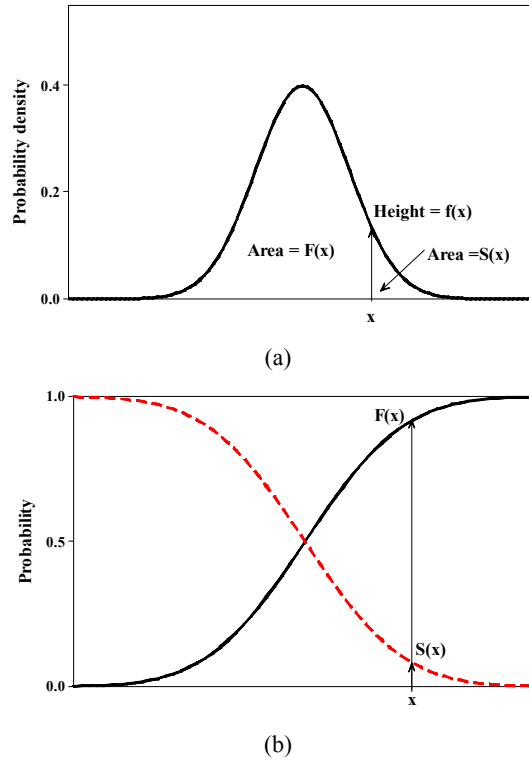 Probability density
0.4
0.2
0.0
Height = f(x)
Area = F(x)
Area =S(x)
x
(a)
Probability
1.0
0.5
0.0
F(x)
S(x)
x
(b)